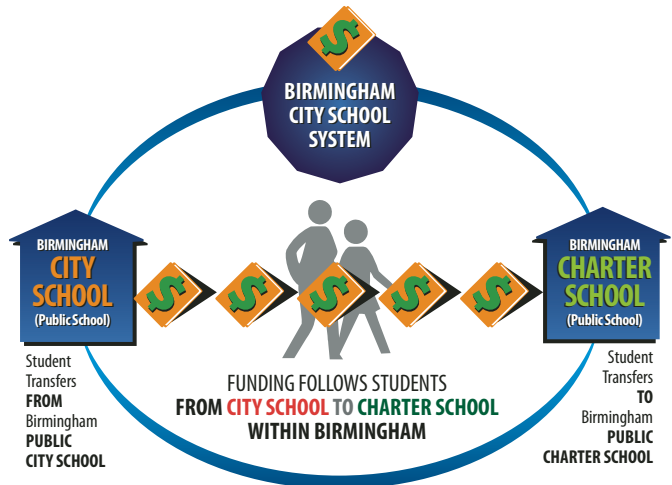 $
BIRMINGHAM
CITY SCHOOL
SYSTEM
BIRMINGHAM
CITY
SCHOOL
(Public School)
$ $ $ $ $
BIRMINGHAM
CHARTER
SCHOOL
(Public School)
Student
Transfers
FROM
Birmingham
PUBLIC
CITY SCHOOL
FUNDING FOLLOWS STUDENTS
FROM CITY SCHOOL TO CHARTER SCHOOL
WITHIN BIRMINGHAM
Student
Transfers
TO
Birmingham
PUBLIC
CHARTER SCHOOL